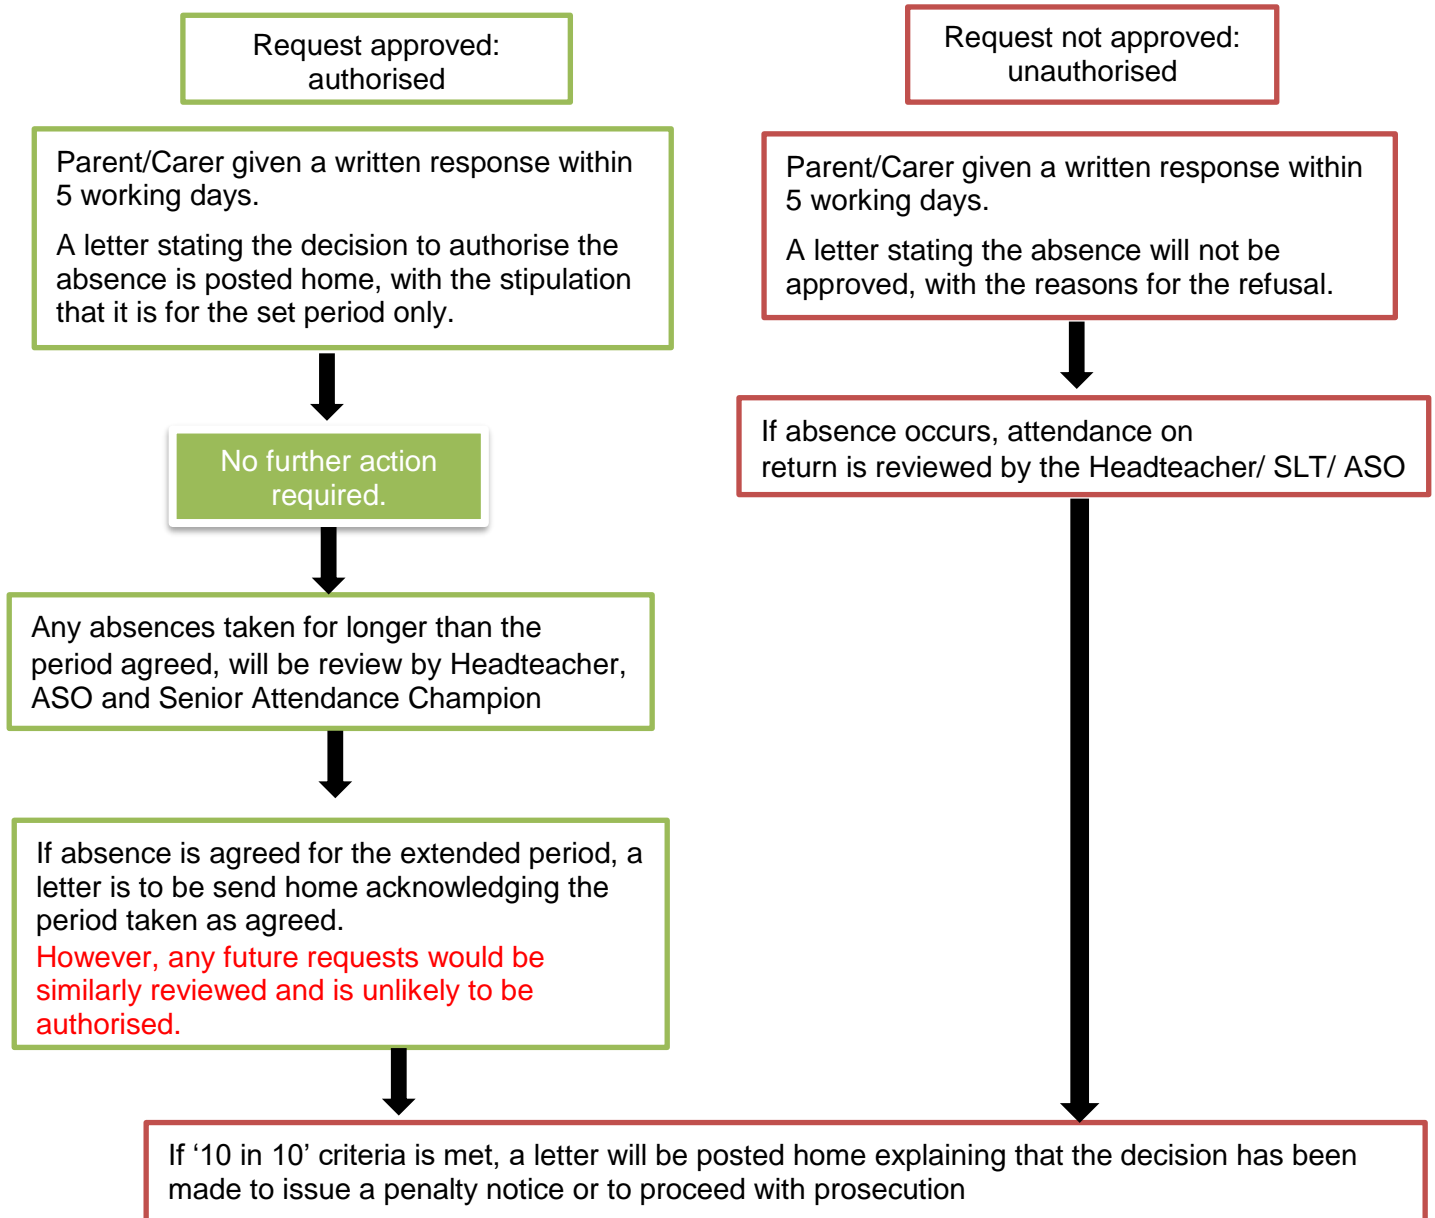 Request approved:
authorised
Parent/Carer given a written response within
5 working days.
A letter stating the decision to authorise the
absence is posted home, with the stipulation
that it is for the set period only.
No further action
required.
Any absences taken for longer than the
period agreed, will be review by Headteacher,
ASO and Senior Attendance Champion
If absence is agreed for the extended period, a
letter is to be send home acknowledging the
period taken as agreed.
However, any future requests would be
similarly reviewed and is unlikely to be
authorised.
Request not approved:
unauthorised
Parent/Carer given a written response within
5 working days.
A letter stating the absence will not be
approved, with the reasons for the refusal.
If absence occurs, attendance on
return is reviewed by the Headteacher/ SLT/ ASO
If ‘10 in 10’ criteria is met, a letter will be posted home explaining that the decision has been
made to issue a penalty notice or to proceed with prosecution